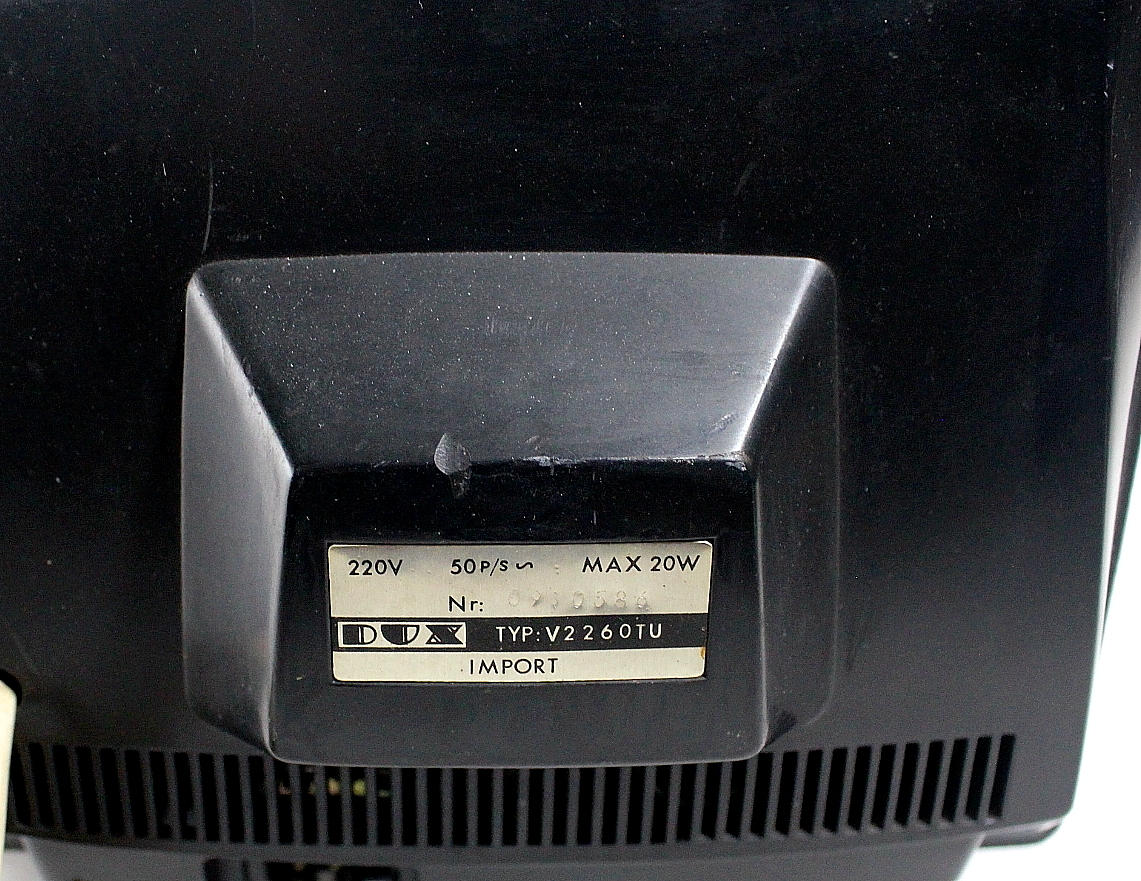 220V 50P/S ~ MAX 20W
Nr:
DUX TYP:V2260TU
IMPORT